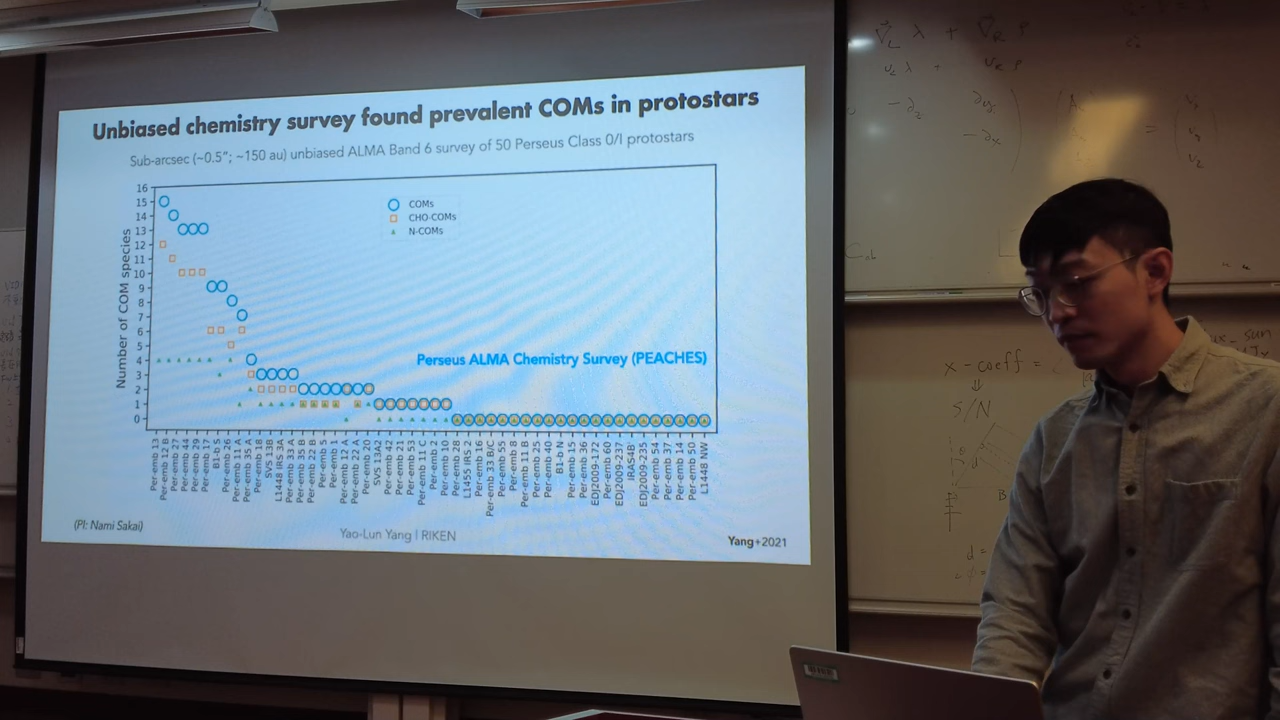 Unbiased chemistry survey found prevalent COMs in protostars
Sub-arcsec (~0.5"; ~150 au) unbiased ALMA Band 6 survey of 50 Perseus Class 0/I protostars
16
15
14
13
12
11
10
9
8
7
6
5
4
3
2
1
0
Number of COM species
COMs
CHO-COMs
N-COMs
Perseus ALMA Chemistry Survey (PEACHES)
Per-emb 13
Per-emb 12 B
Per-emb 27
Per-emb 44
Per-emb 29
Per-emb 17
B1-b S
Per-emb 26
Per-emb 11 A
Per-emb 35 A
Per-emb 18
SVS 13B
L1448 IRS 3A
Per-emb 33 A
Per-emb 35 B
Per-emb 22 B
Per-emb 5
Per-emb 1
Per-emb 12 A
Per-emb 22 A
Per-emb 20
SVS 13A2
Per-emb 42
Per-emb 21
Per-emb 53
Per-emb 11 C
Per-emb 2
Per-emb 10
Per-emb 28
L1455 IRS 2
Per-emb 16
Per-emb 33 B/C
Per-emb 55
Per-emb 8
Per-emb 11 B
Per-emb 25
Per-emb 40
B1-b N
Per-emb 15
Per-emb 36
EDJ2009-172
Per-emb 60
EDJ2009-237
IRAS4B'
EDJ2009-235
Per-emb 54
Per-emb 37
Per-emb 14
Per-emb 50
L1448 NW
(PI: Nami Sakai)
Yao-Lun Yang | RIKEN
Yang+2021
x - coeff =
⇓
S/N
B
d =